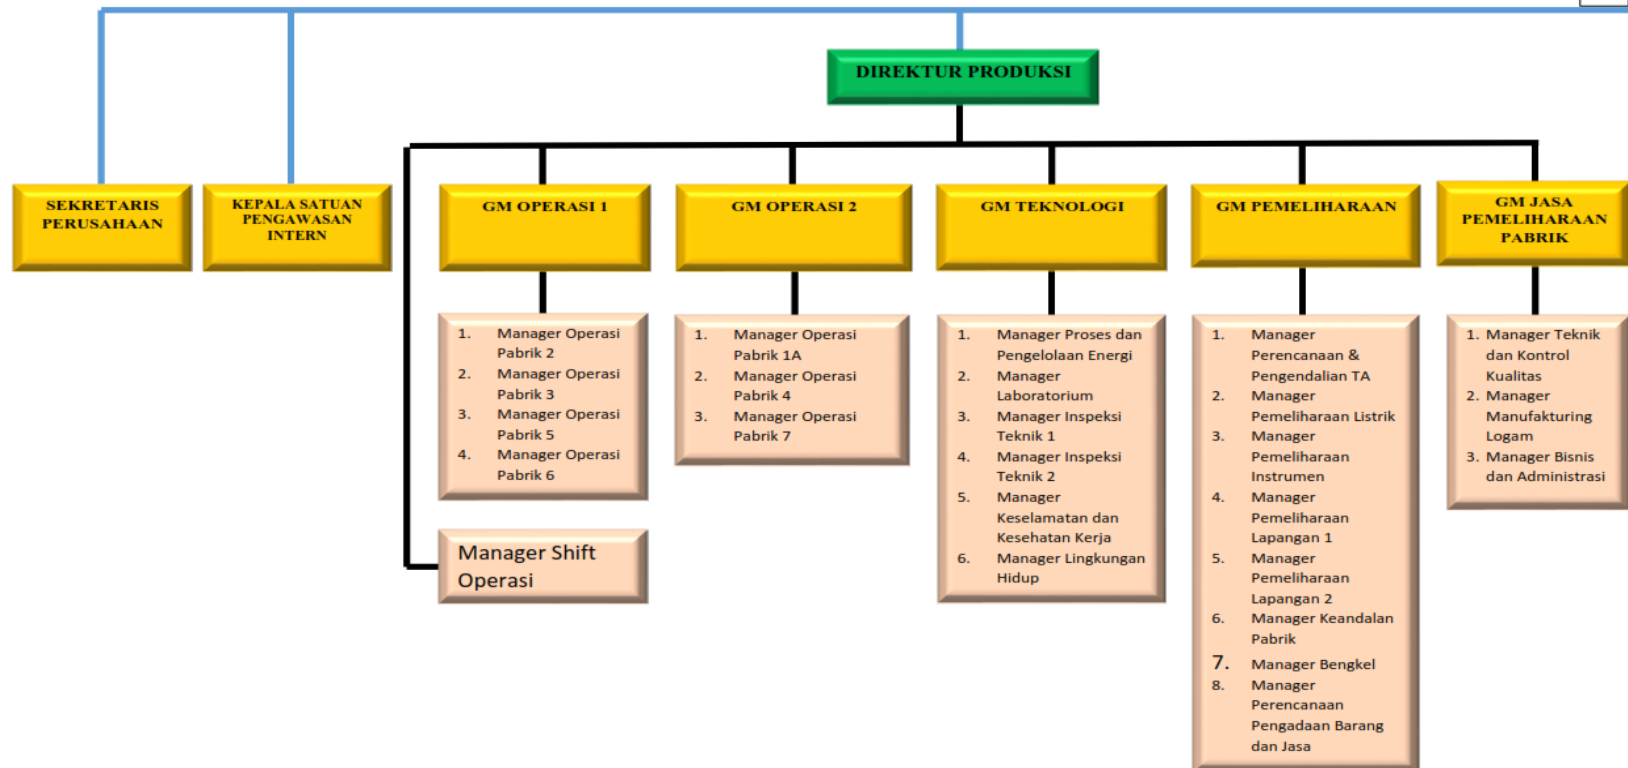 DIREKTUR PRODUKSI
SEKRETARIS
PERUSAHAAN
KEPALA SATUAN
PENGAWASAN
INTERN
GM OPERASI 1
GM OPERASI 2
GM TEKNOLOGI
GM PEMELIHARAAN
GM JASA
PEMELIHARAAN
PABRIK
1. Manager Operasi
Pabrik 2
2. Manager Operasi
Pabrik 3
3. Manager Operasi
Pabrik 5
4. Manager Operasi
Pabrik 6
Manager Shift
Operasi
1. Manager Operasi
Pabrik 1A
2. Manager Operasi
Pabrik 4
3. Manager Operasi
Pabrik 7
1. Manager Proses dan
Pengelolaan Energi
2. Manager
Laboratorium
3. Manager Inspeksi
Teknik 1
4. Manager Inspeksi
Teknik 2
5. Manager
Keselamatan dan
Kesehatan Kerja
6. Manager Lingkungan
Hidup
1. Manager
Perencanaan &
Pengendalian TA
2. Manager
Pemeliharaan Listrik
3. Manager
Pemeliharaan
Instrumen
4. Manager
Pemeliharaan
Lapangan 1
5. Manager
Pemeliharaan
Lapangan 2
6. Manager Keandalan
Pabrik
7. Manager Bengkel
8. Manager
Perencanaan
Pengadaan Barang
dan Jasa
1. Manager Teknik
dan Kontrol
Kualitas
2. Manager
Manufakturing
Logam
3. Manager Bisnis
dan Administrasi